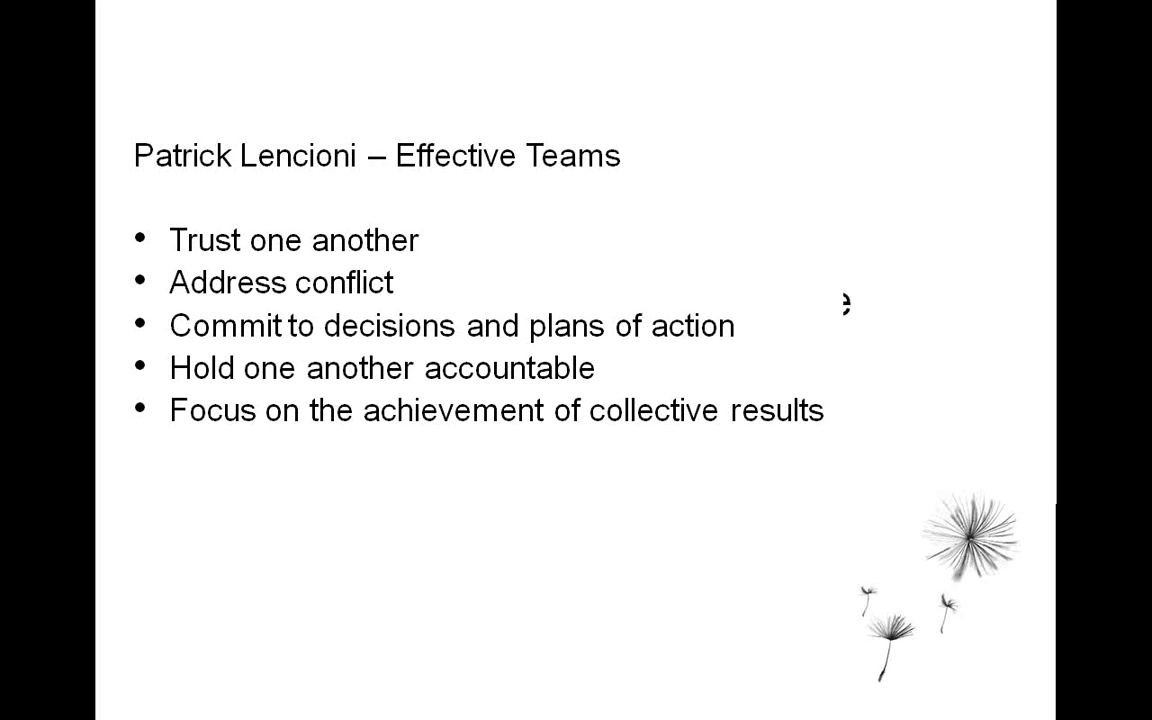 Patrick Lencioni – Effective Teams
• Trust one another
• Address conflict
• Commit to decisions and plans of action
• Hold one another accountable
• Focus on the achievement of collective results